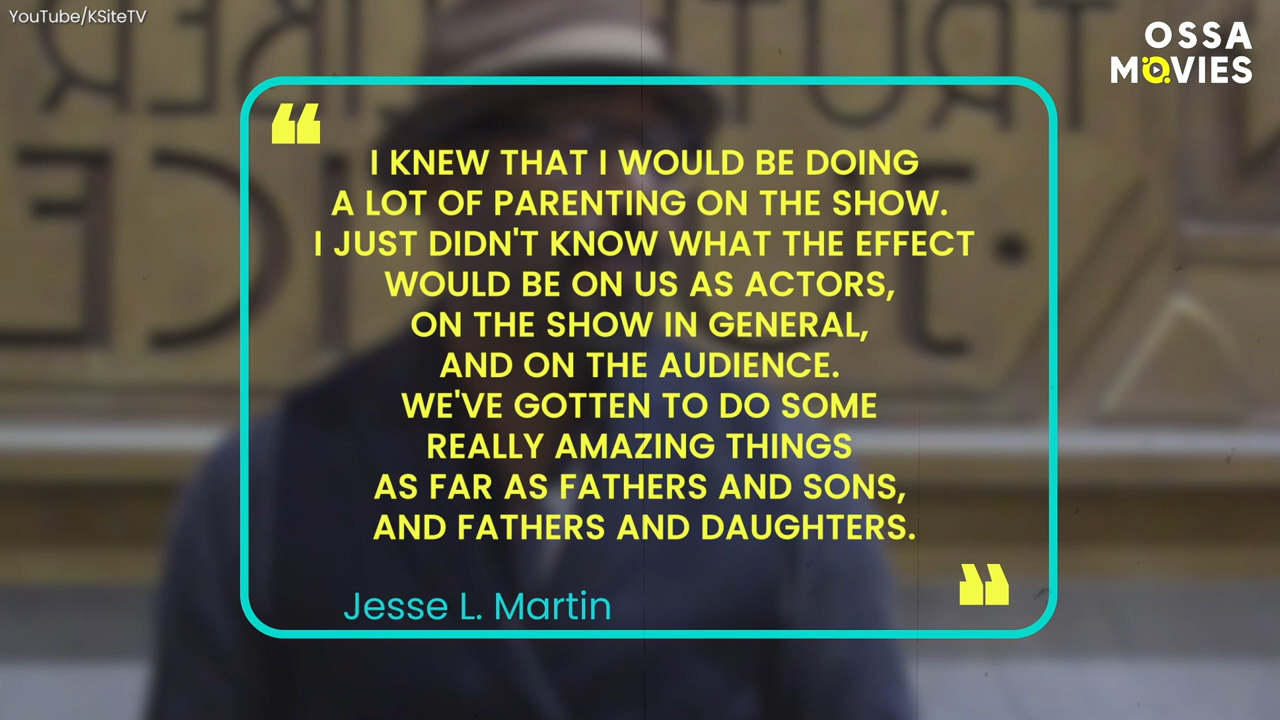 YouTube/KSiteTV
OSSA
MOVIES
❝
I KNEW THAT I WOULD BE DOING
A LOT OF PARENTING ON THE SHOW.
I JUST DIDN'T KNOW WHAT THE EFFECT
WOULD BE ON US AS ACTORS,
ON THE SHOW IN GENERAL,
AND ON THE AUDIENCE.
WE'VE GOTTEN TO DO SOME
REALLY AMAZING THINGS
AS FAR AS FATHERS AND SONS,
AND FATHERS AND DAUGHTERS.
❞
Jesse L. Martin